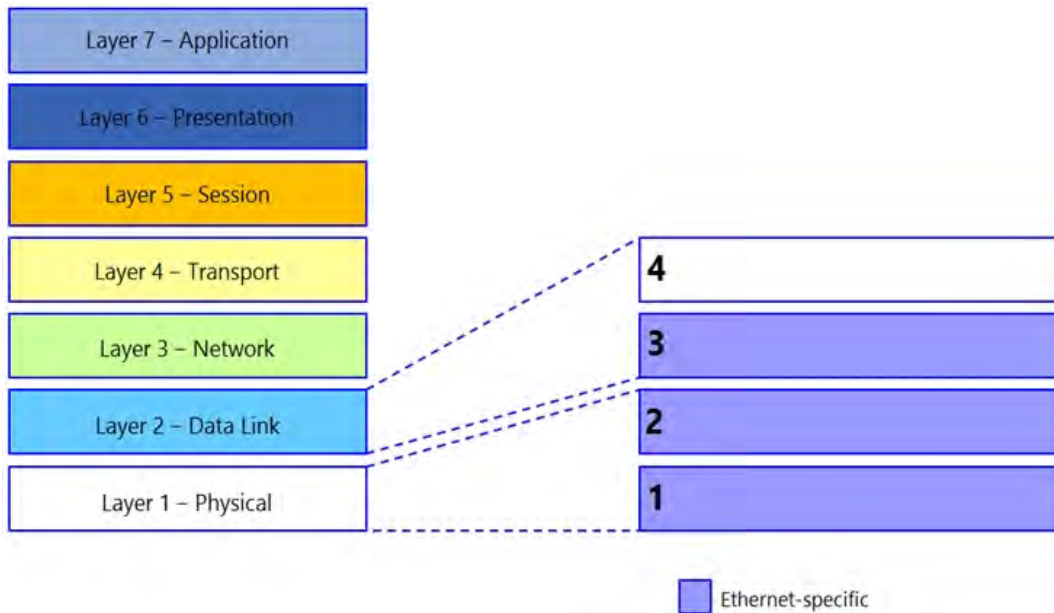 Layer 7 – Application
Layer 6 – Presentation
Layer 5 – Session
Layer 4 – Transport
Layer 3 – Network
Layer 2 – Data Link
Layer 1 – Physical
4
3
2
1
Ethernet-specific